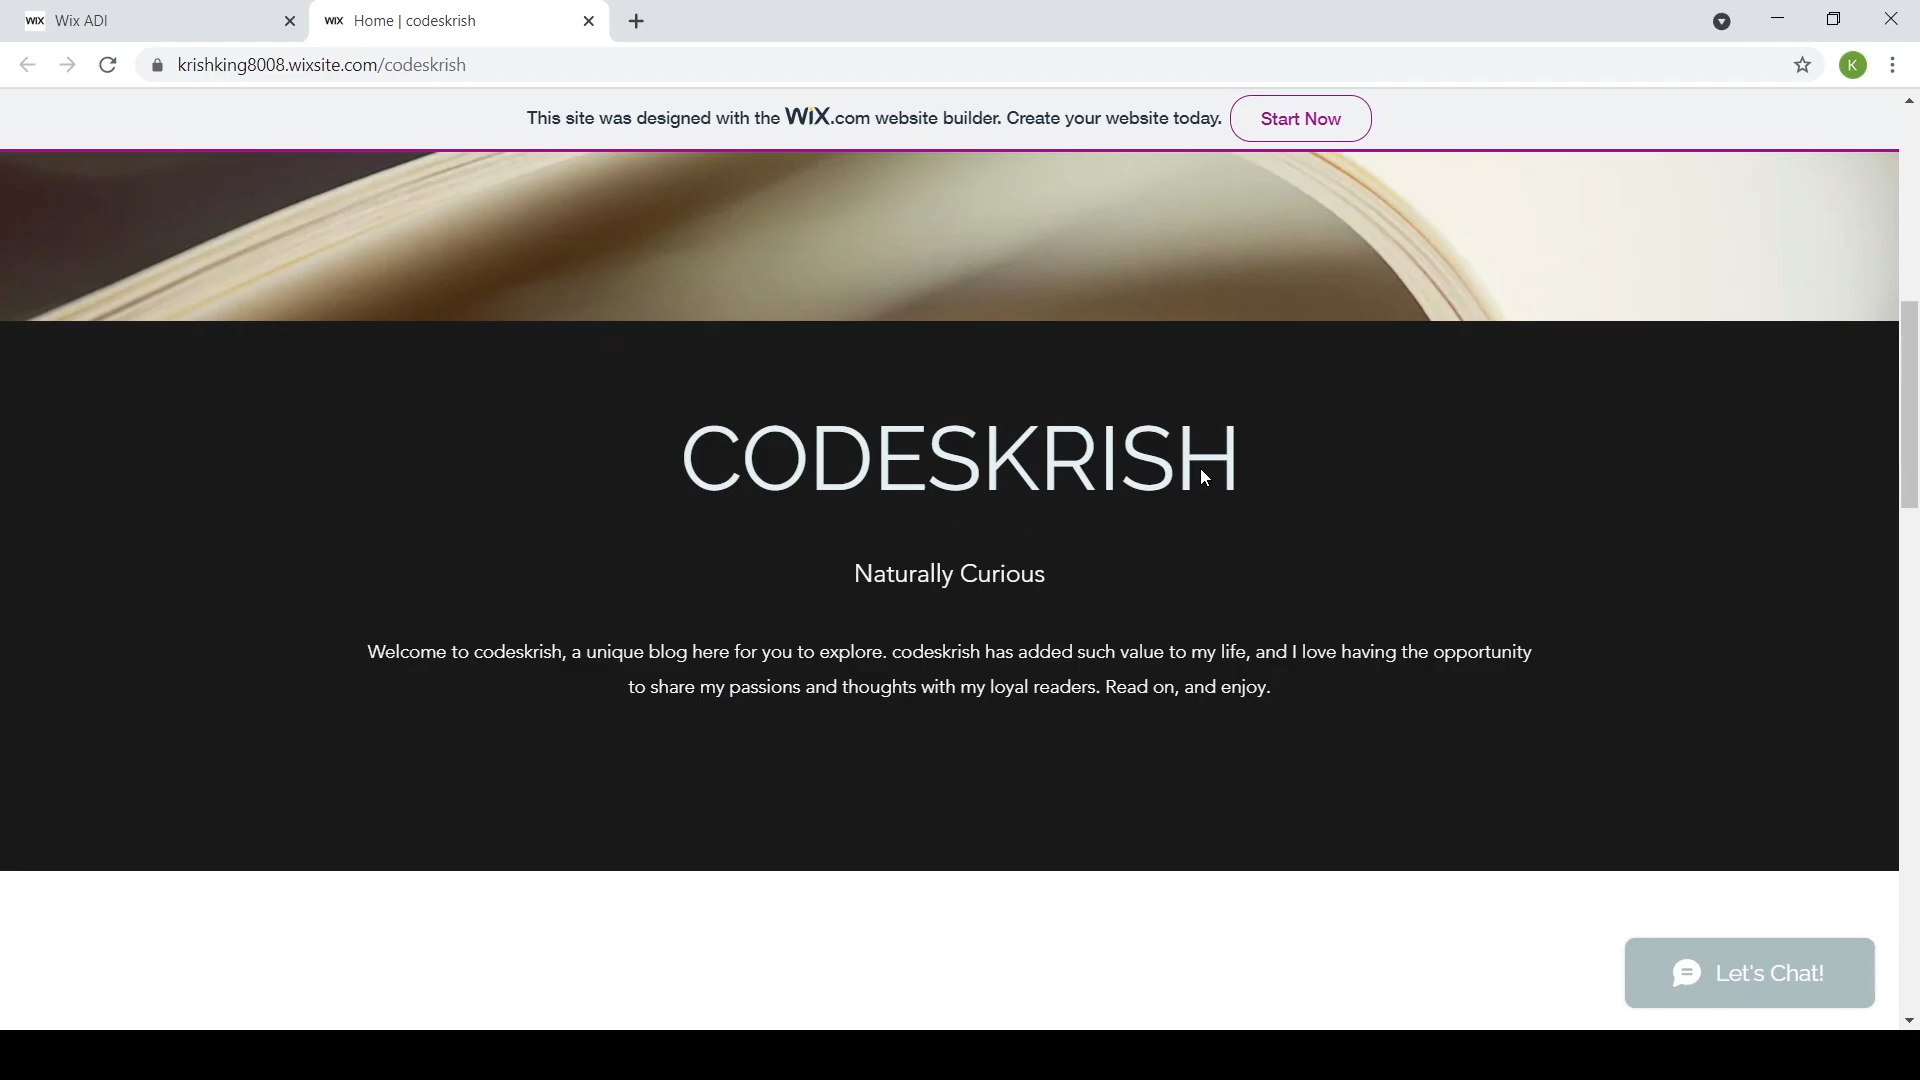 WiX Wix ADI
WiX Home | codeskrish
krishking8008.wixsite.com/codeskrish
K
This site was designed with the WiX.com website builder. Create your website today. Start Now
CODESKRISH
Naturally Curious
Welcome to codeskrish, a unique blog here for you to explore. codeskrish has added such value to my life, and I love having the opportunity
to share my passions and thoughts with my loyal readers. Read on, and enjoy.
Let's Chat!